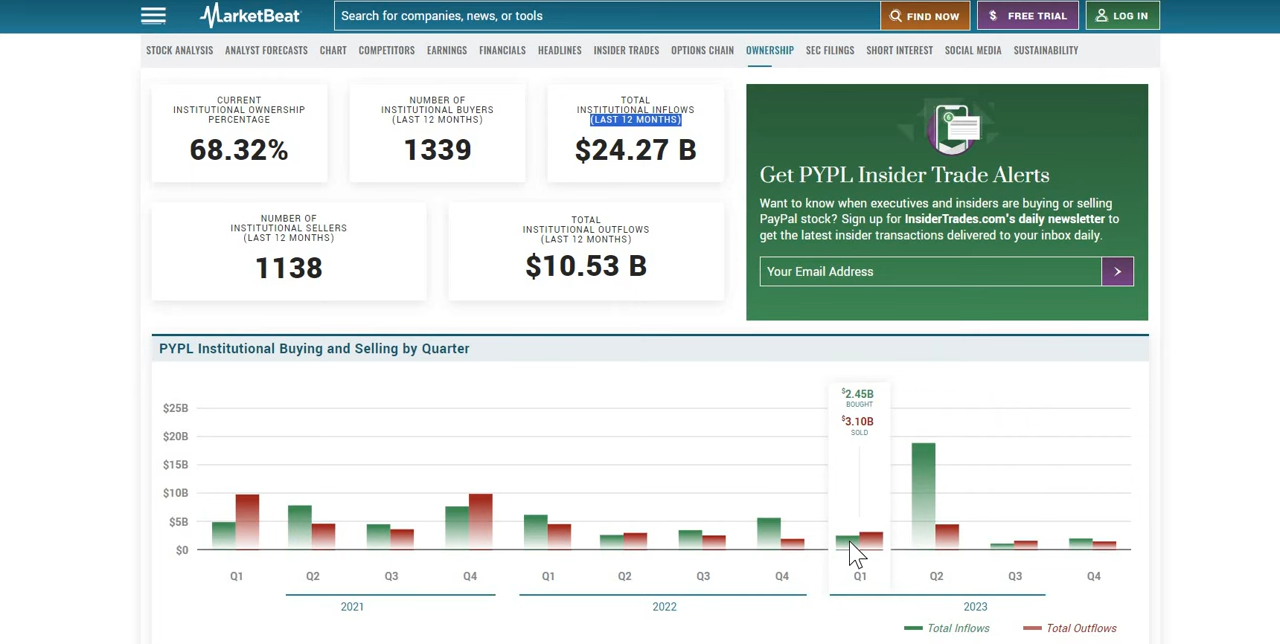 MarketBeat
Search for companies, news, or tools
FIND NOW
$ FREE TRIAL
LOG IN
STOCK ANALYSIS ANALYST FORECASTS CHART COMPETITORS EARNINGS FINANCIALS HEADLINES INSIDER TRADES OPTIONS CHAIN OWNERSHIP SEC FILINGS SHORT INTEREST SOCIAL MEDIA SUSTAINABILITY
CURRENT
INSTITUTIONAL OWNERSHIP
PERCENTAGE
68.32%
NUMBER OF
INSTITUTIONAL BUYERS
(LAST 12 MONTHS)
1339
TOTAL
INSTITUTIONAL INFLOWS
(LAST 12 MONTHS)
$24.27 B
NUMBER OF
INSTITUTIONAL SELLERS
(LAST 12 MONTHS)
1138
TOTAL
INSTITUTIONAL OUTFLOWS
(LAST 12 MONTHS)
$10.53 B
6
Get PYPL Insider Trade Alerts
Want to know when executives and insiders are buying or selling
PayPal stock? Sign up for InsiderTrades.com's daily newsletter to
get the latest insider transactions delivered to your inbox daily.
Your Email Address
PYPL Institutional Buying and Selling by Quarter
$2.45B
BOUGHT
$3.10B
SOLD
$25B
$20B
$15B
$10B
$5B
$0
Q1 Q2 Q3 Q4 Q1 Q2 Q3 Q4 Q1 Q2 Q3 Q4
2021 2022 2023
Total Inflows Total Outflows